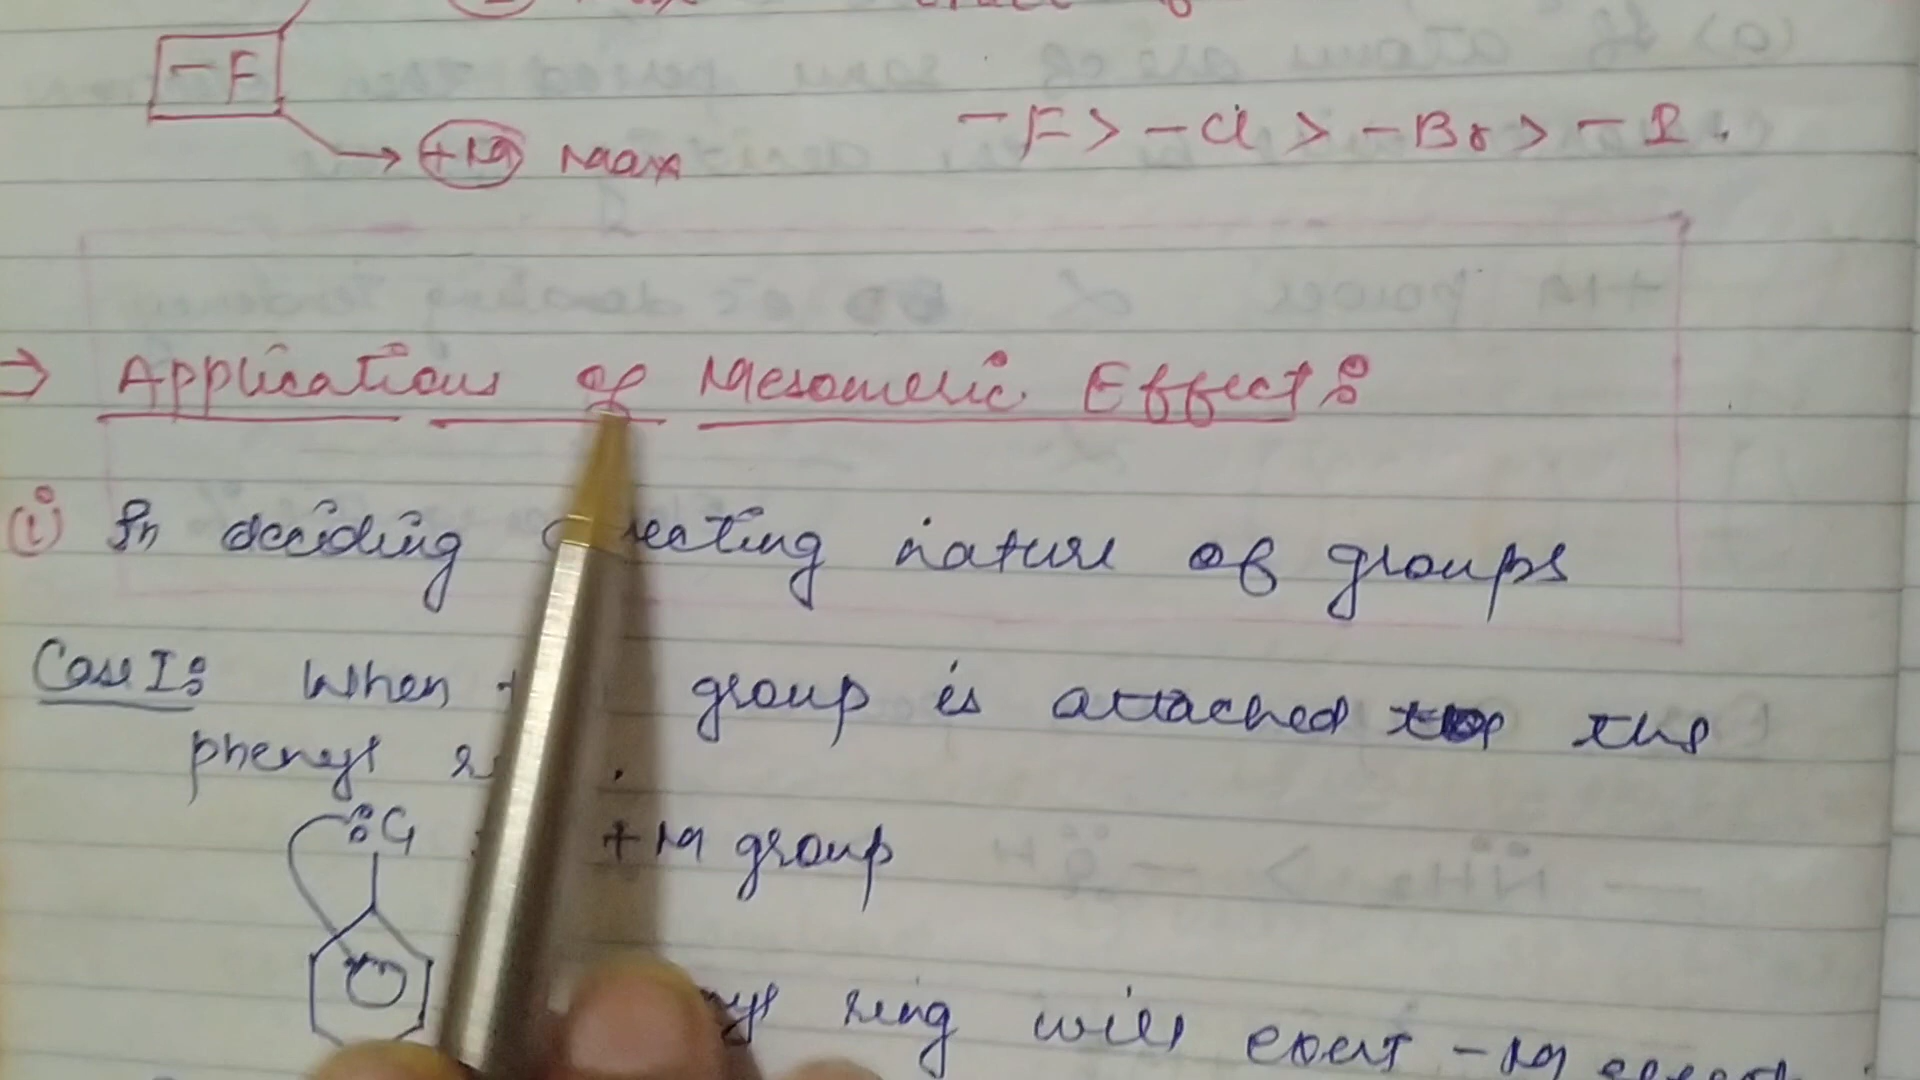 -F
+M Max
-F > -Cl > -Br > -I.
⇒ Applications of Mesomeric Effect:
(i) In deciding nature of groups
Case I: When group is attached to the
phenyl
:G
+M group
ring will exert -M effect